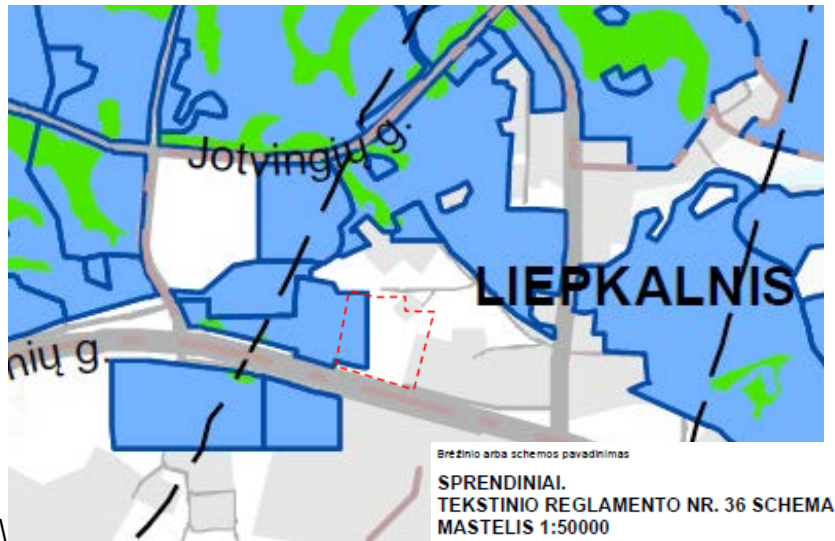 Jotvingių g.
LIEPKALNIS
nių g.
Brėžinio arba schemos pavadinimas
SPRENDINIAI.
TEKSTINIO REGLAMENTO NR. 36 SCHEMA
MASTELIS 1:50000
\